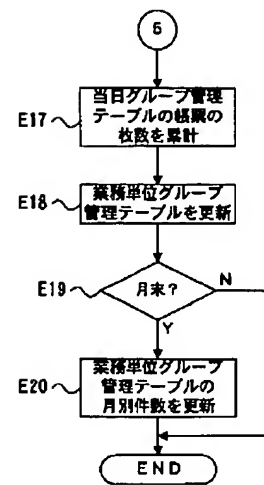 5
E17
当日グループ管理
テーブルの帳票の
枚数を累計
E18
業務単位グループ
管理テーブルを更新
E19
月末?
N
Y
E20
業務単位グループ
管理テーブルの
月別件数を更新
END